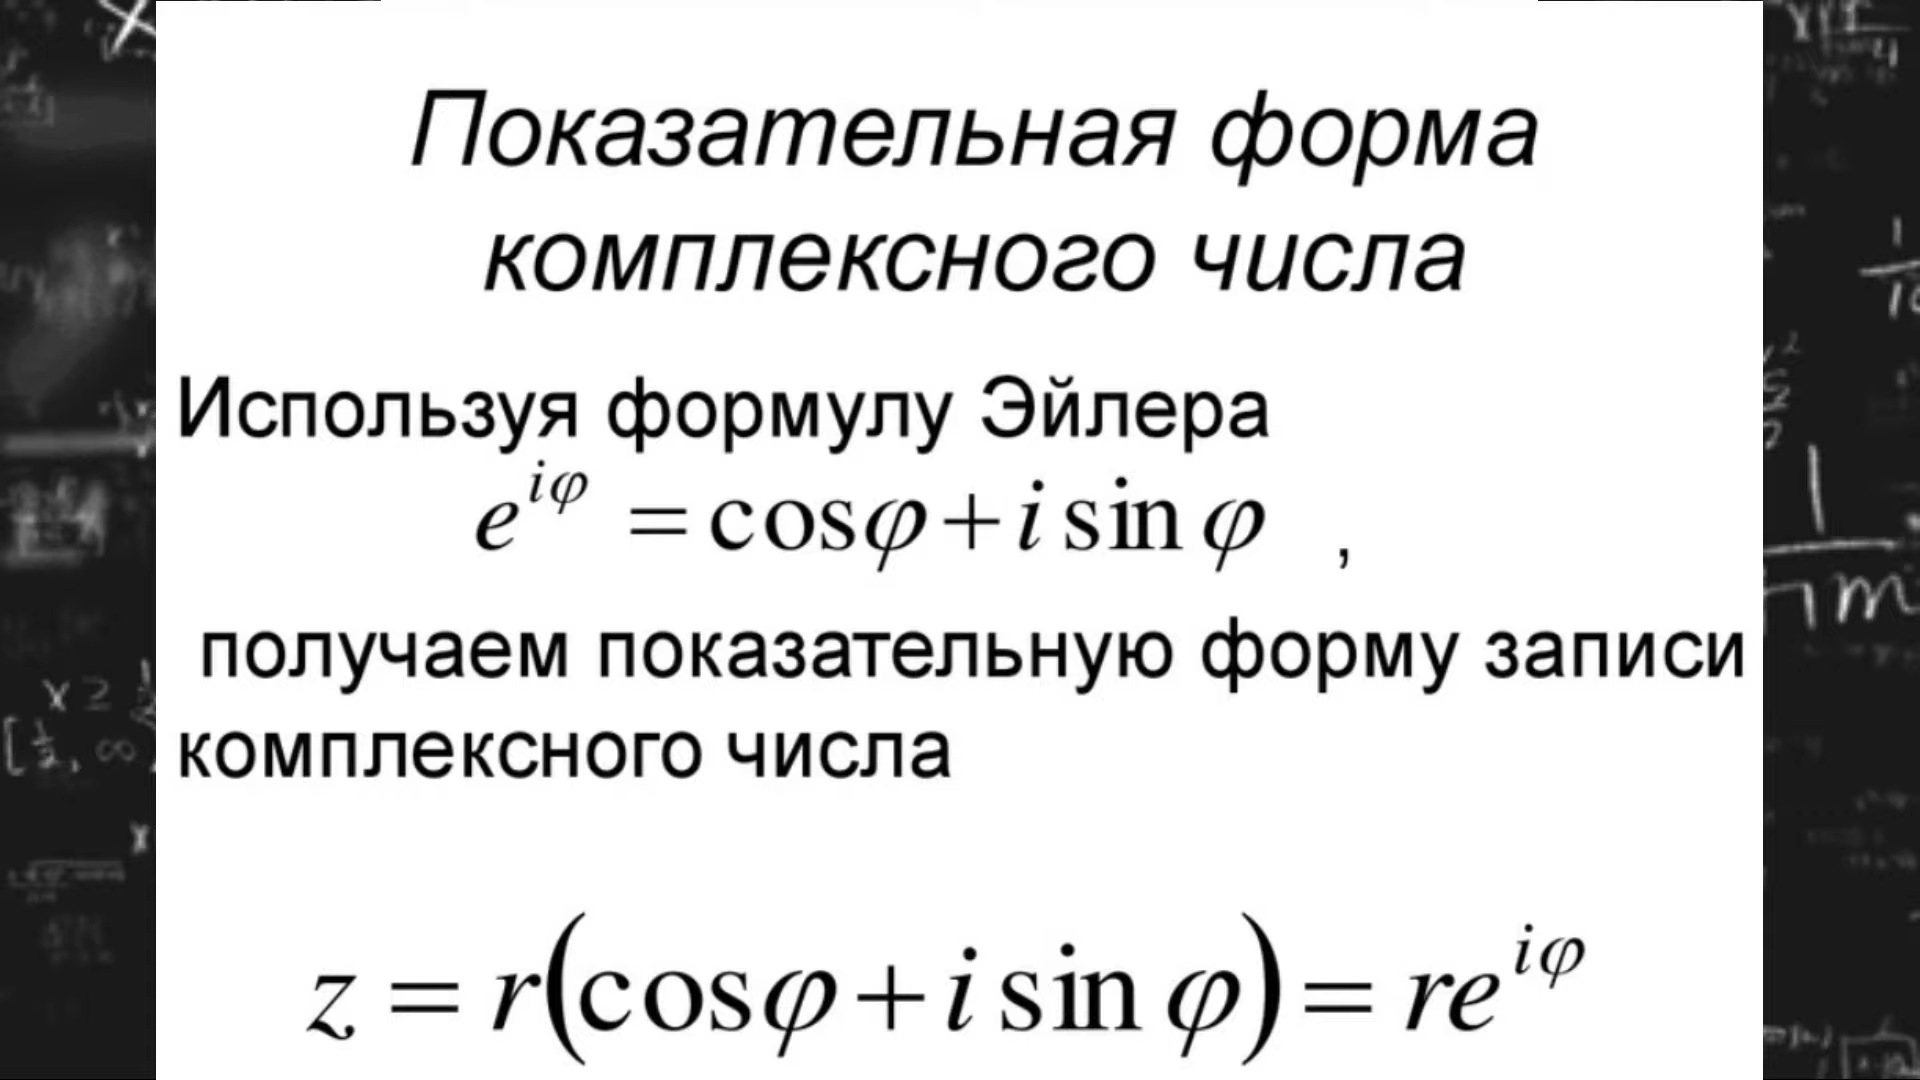 Показательная форма
комплексного числа
Используя формулу Эйлера
e^{iφ} = cosφ + i sin φ ,
получаем показательную форму записи
комплексного числа
z = r(cosφ + i sin φ) = re^{iφ}